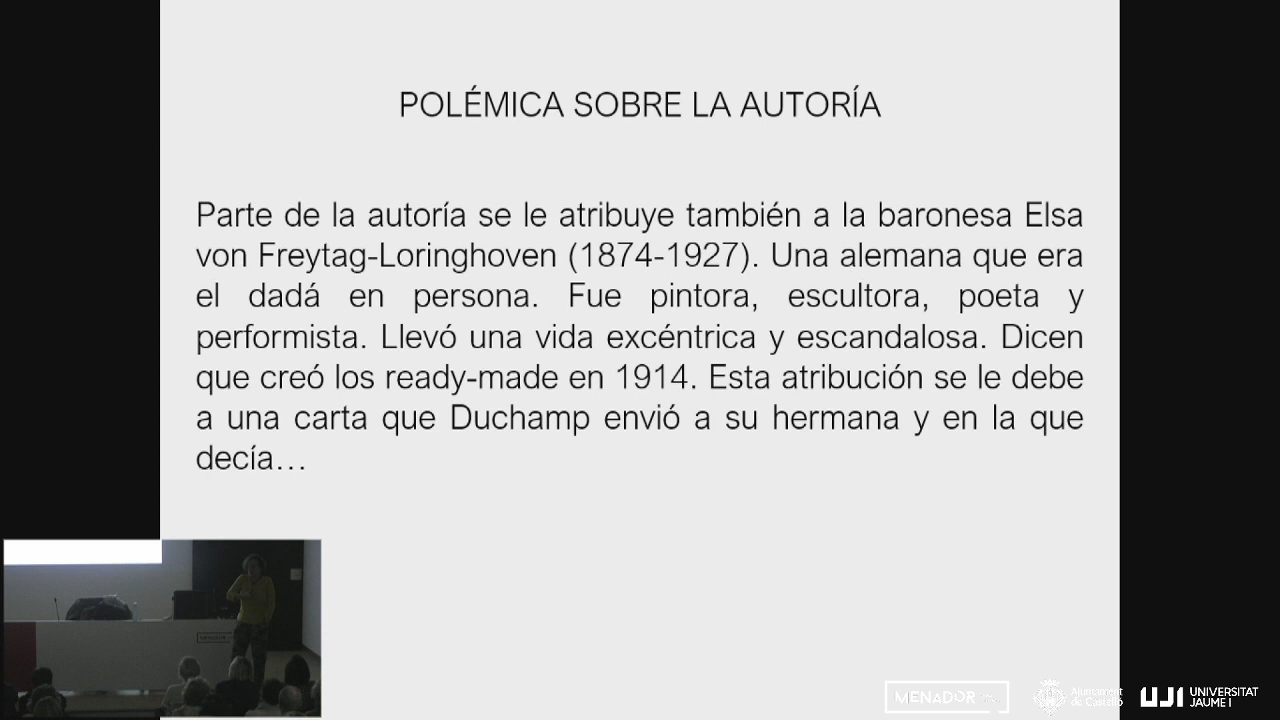 POLÉMICA SOBRE LA AUTORÍA
Parte de la autoría se le atribuye también a la baronesa Elsa
von Freytag-Loringhoven (1874-1927). Una alemana que era
el dadá en persona. Fue pintora, escultora, poeta y
performista. Llevó una vida excéntrica y escandalosa. Dicen
que creó los ready-made en 1914. Esta atribución se le debe
a una carta que Duchamp envió a su hermana y en la que
decía...
MENADOR
Ajuntament
de Castelló
UJI UNIVERSITAT
JAUME I